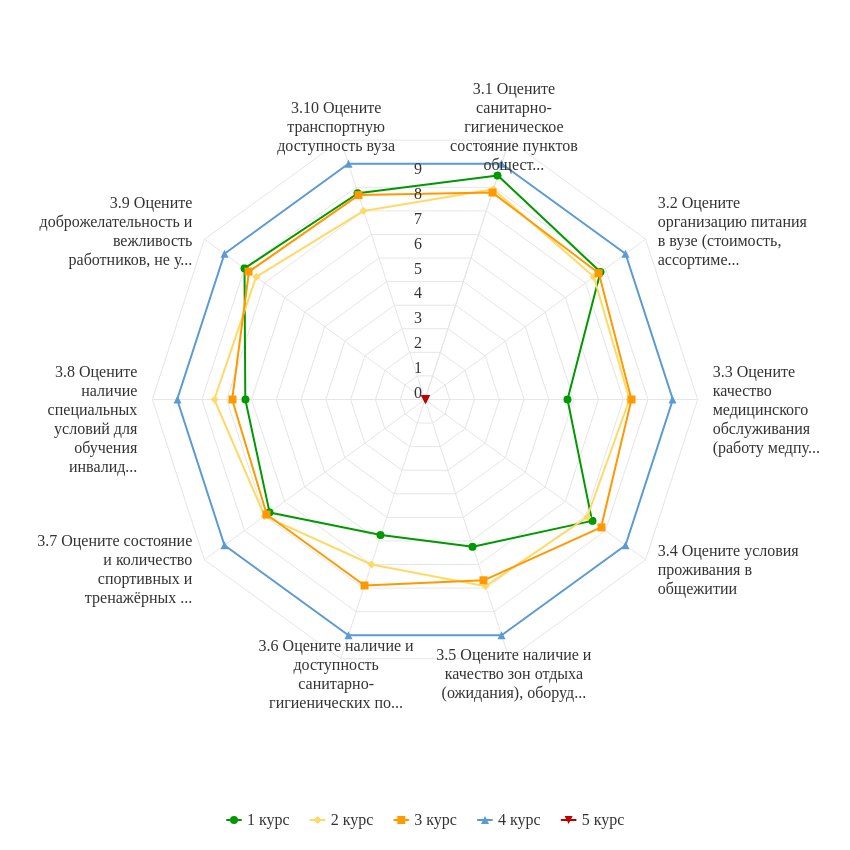 3.1 Оцените
санитарно-
гигиеническое
состояние пунктов
общест...
3.10 Оцените
транспортную
доступность вуза
3.2 Оцените
организацию питания
в вузе (стоимость,
ассортиме...
3.9 Оцените
доброжелательность и
вежливость
работников, не у...
9
8
7
6
5
4
3
2
1
0
3.3 Оцените
качество
медицинского
обслуживания
(работу медпу...
3.8 Оцените
наличие
специальных
условий для
обучения
инвалид...
3.4 Оцените условия
проживания в
общежитии
3.7 Оцените состояние
и количество
спортивных и
тренажёрных ...
3.6 Оцените наличие и
доступность
санитарно-
гигиенических по...
3.5 Оцените наличие и
качество зон отдыха
(ожидания), оборуд...
1 курс 2 курс 3 курс 4 курс 5 курс